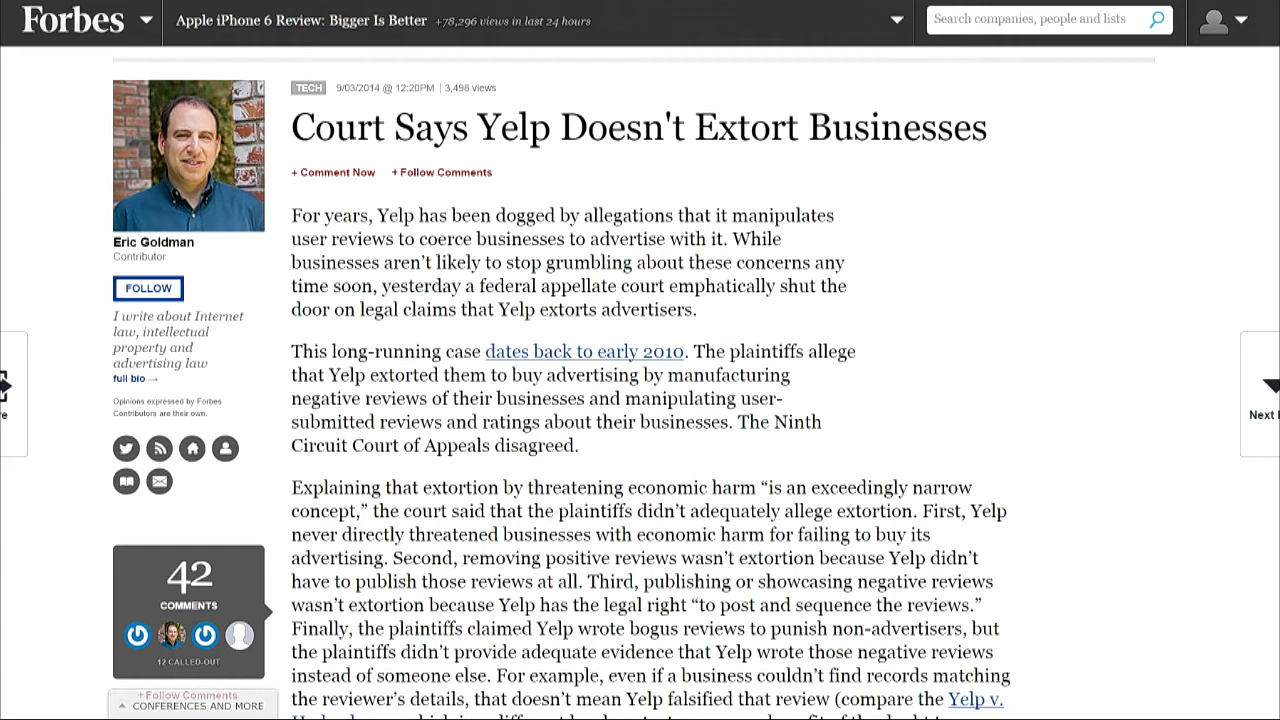 Forbes
Apple iPhone 6 Review: Bigger Is Better +78,296 views in last 24 hours
Search companies, people and lists
TECH 9/03/2014 @ 12:20PM | 3,498 views
Court Says Yelp Doesn't Extort Businesses
+ Comment Now + Follow Comments
Eric Goldman
Contributor
FOLLOW
I write about Internet
law, intellectual
property and
advertising law
full bio →
Opinions expressed by Forbes
Contributors are their own.
42
COMMENTS
12 CALLED-OUT
+ Follow Comments
CONFERENCES AND MORE
For years, Yelp has been dogged by allegations that it manipulates
user reviews to coerce businesses to advertise with it. While
businesses aren't likely to stop grumbling about these concerns any
time soon, yesterday a federal appellate court emphatically shut the
door on legal claims that Yelp extorts advertisers.
This long-running case dates back to early 2010. The plaintiffs allege
that Yelp extorted them to buy advertising by manufacturing
negative reviews of their businesses and manipulating user-
submitted reviews and ratings about their businesses. The Ninth
Circuit Court of Appeals disagreed.
Explaining that extortion by threatening economic harm “is an exceedingly narrow
concept,” the court said that the plaintiffs didn't adequately allege extortion. First, Yelp
never directly threatened businesses with economic harm for failing to buy its
advertising. Second, removing positive reviews wasn't extortion because Yelp didn't
have to publish those reviews at all. Third, publishing or showcasing negative reviews
wasn't extortion because Yelp has the legal right “to post and sequence the reviews.”
Finally, the plaintiffs claimed Yelp wrote bogus reviews to punish non-advertisers, but
the plaintiffs didn't provide adequate evidence that Yelp wrote those negative reviews
instead of someone else. For example, even if a business couldn't find records matching
the reviewer's details, that doesn't mean Yelp falsified that review (compare the Yelp v.
Next